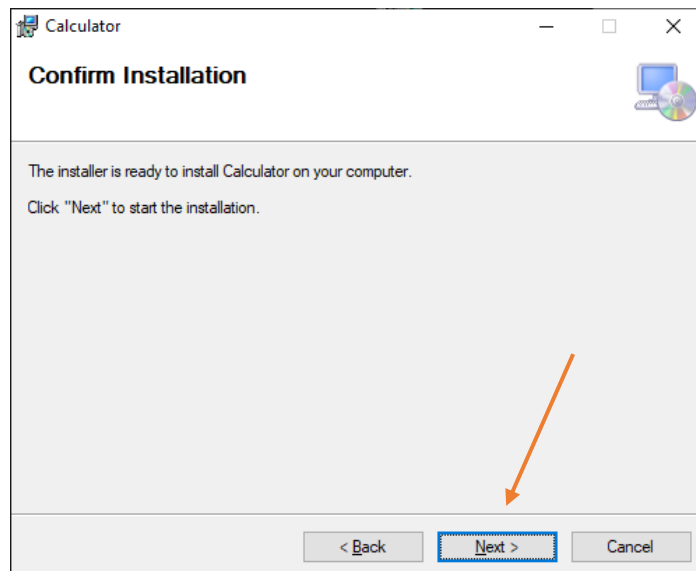 Calculator
Confirm Installation
The installer is ready to install Calculator on your computer.
Click "Next" to start the installation.
< Back
Next >
Cancel